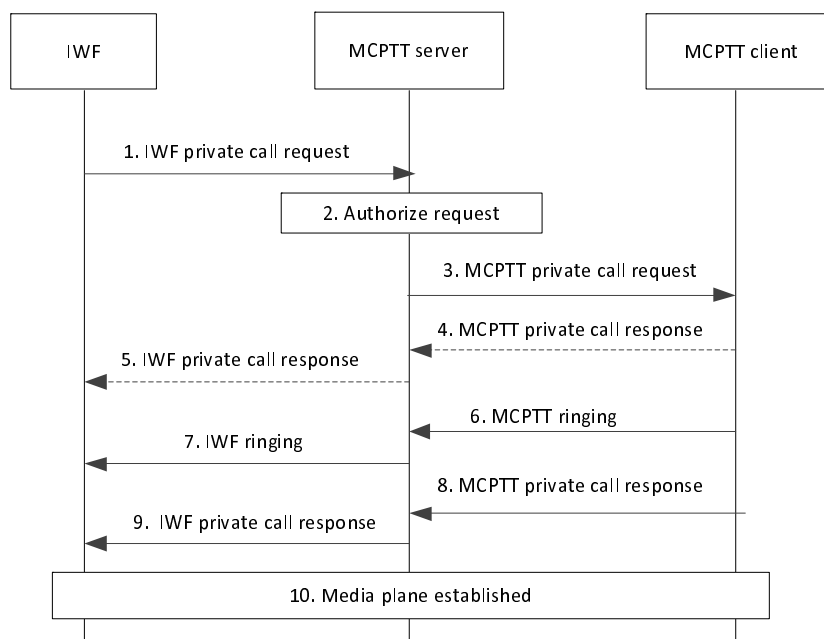 IWF
MCPTT server
MCPTT client
1. IWF private call request
2. Authorize request
3. MCPTT private call request
4. MCPTT private call response
5. IWF private call response
6. MCPTT ringing
7. IWF ringing
8. MCPTT private call response
9. IWF private call response
10. Media plane established